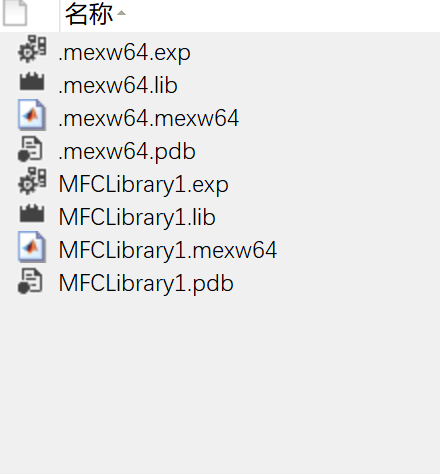 名称
.mexw64.exp
.mexw64.lib
.mexw64.mexw64
.mexw64.pdb
MFCLibrary1.exp
MFCLibrary1.lib
MFCLibrary1.mexw64
MFCLibrary1.pdb